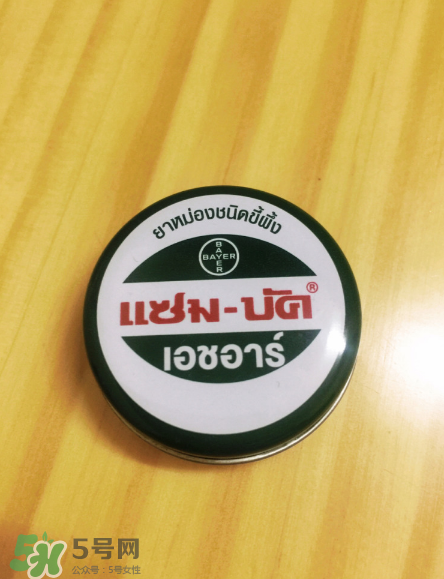 ยาหม่องชนิดขี้ผึ้ง
BAYER
BAYER
แซม-บัค®
เอชอาร์
5号网
公众号：5号女性